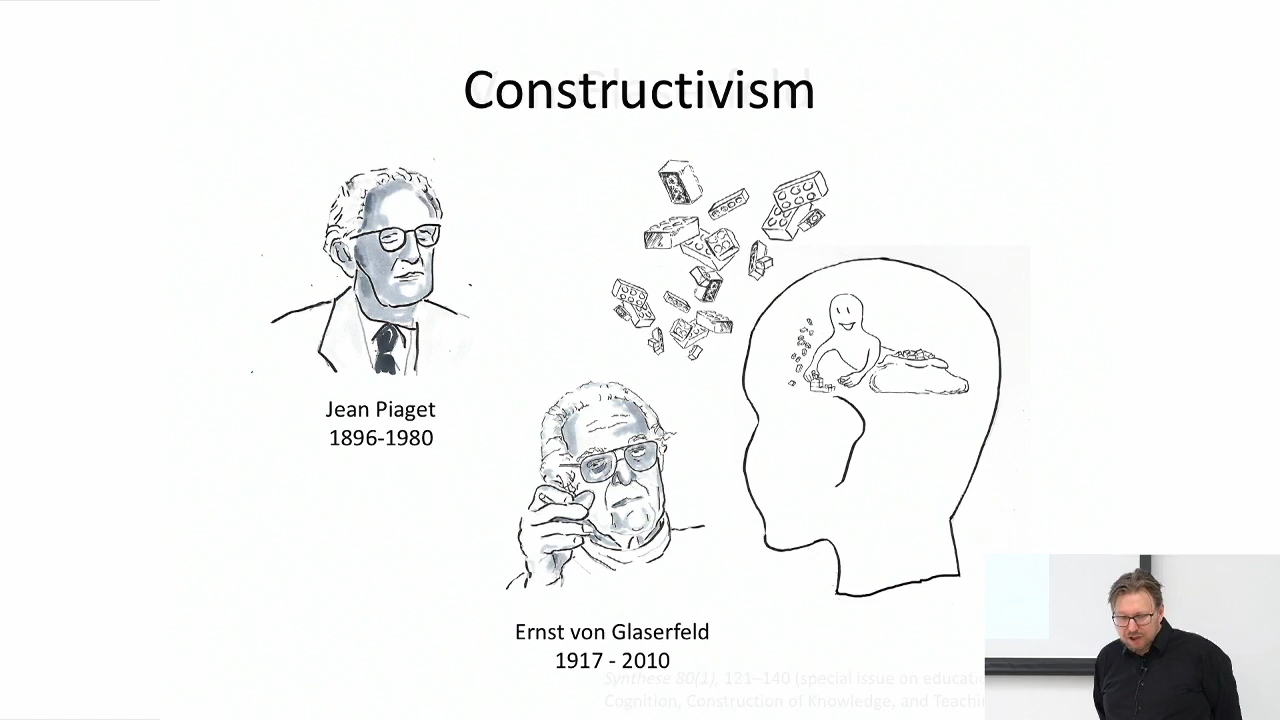 Constructivism
Jean Piaget
1896-1980
Ernst von Glaserfeld
1917 - 2010
Synthese 80(1), 121–140 (special issue on educati
Cognition, Construction of Knowledge, and Teachi